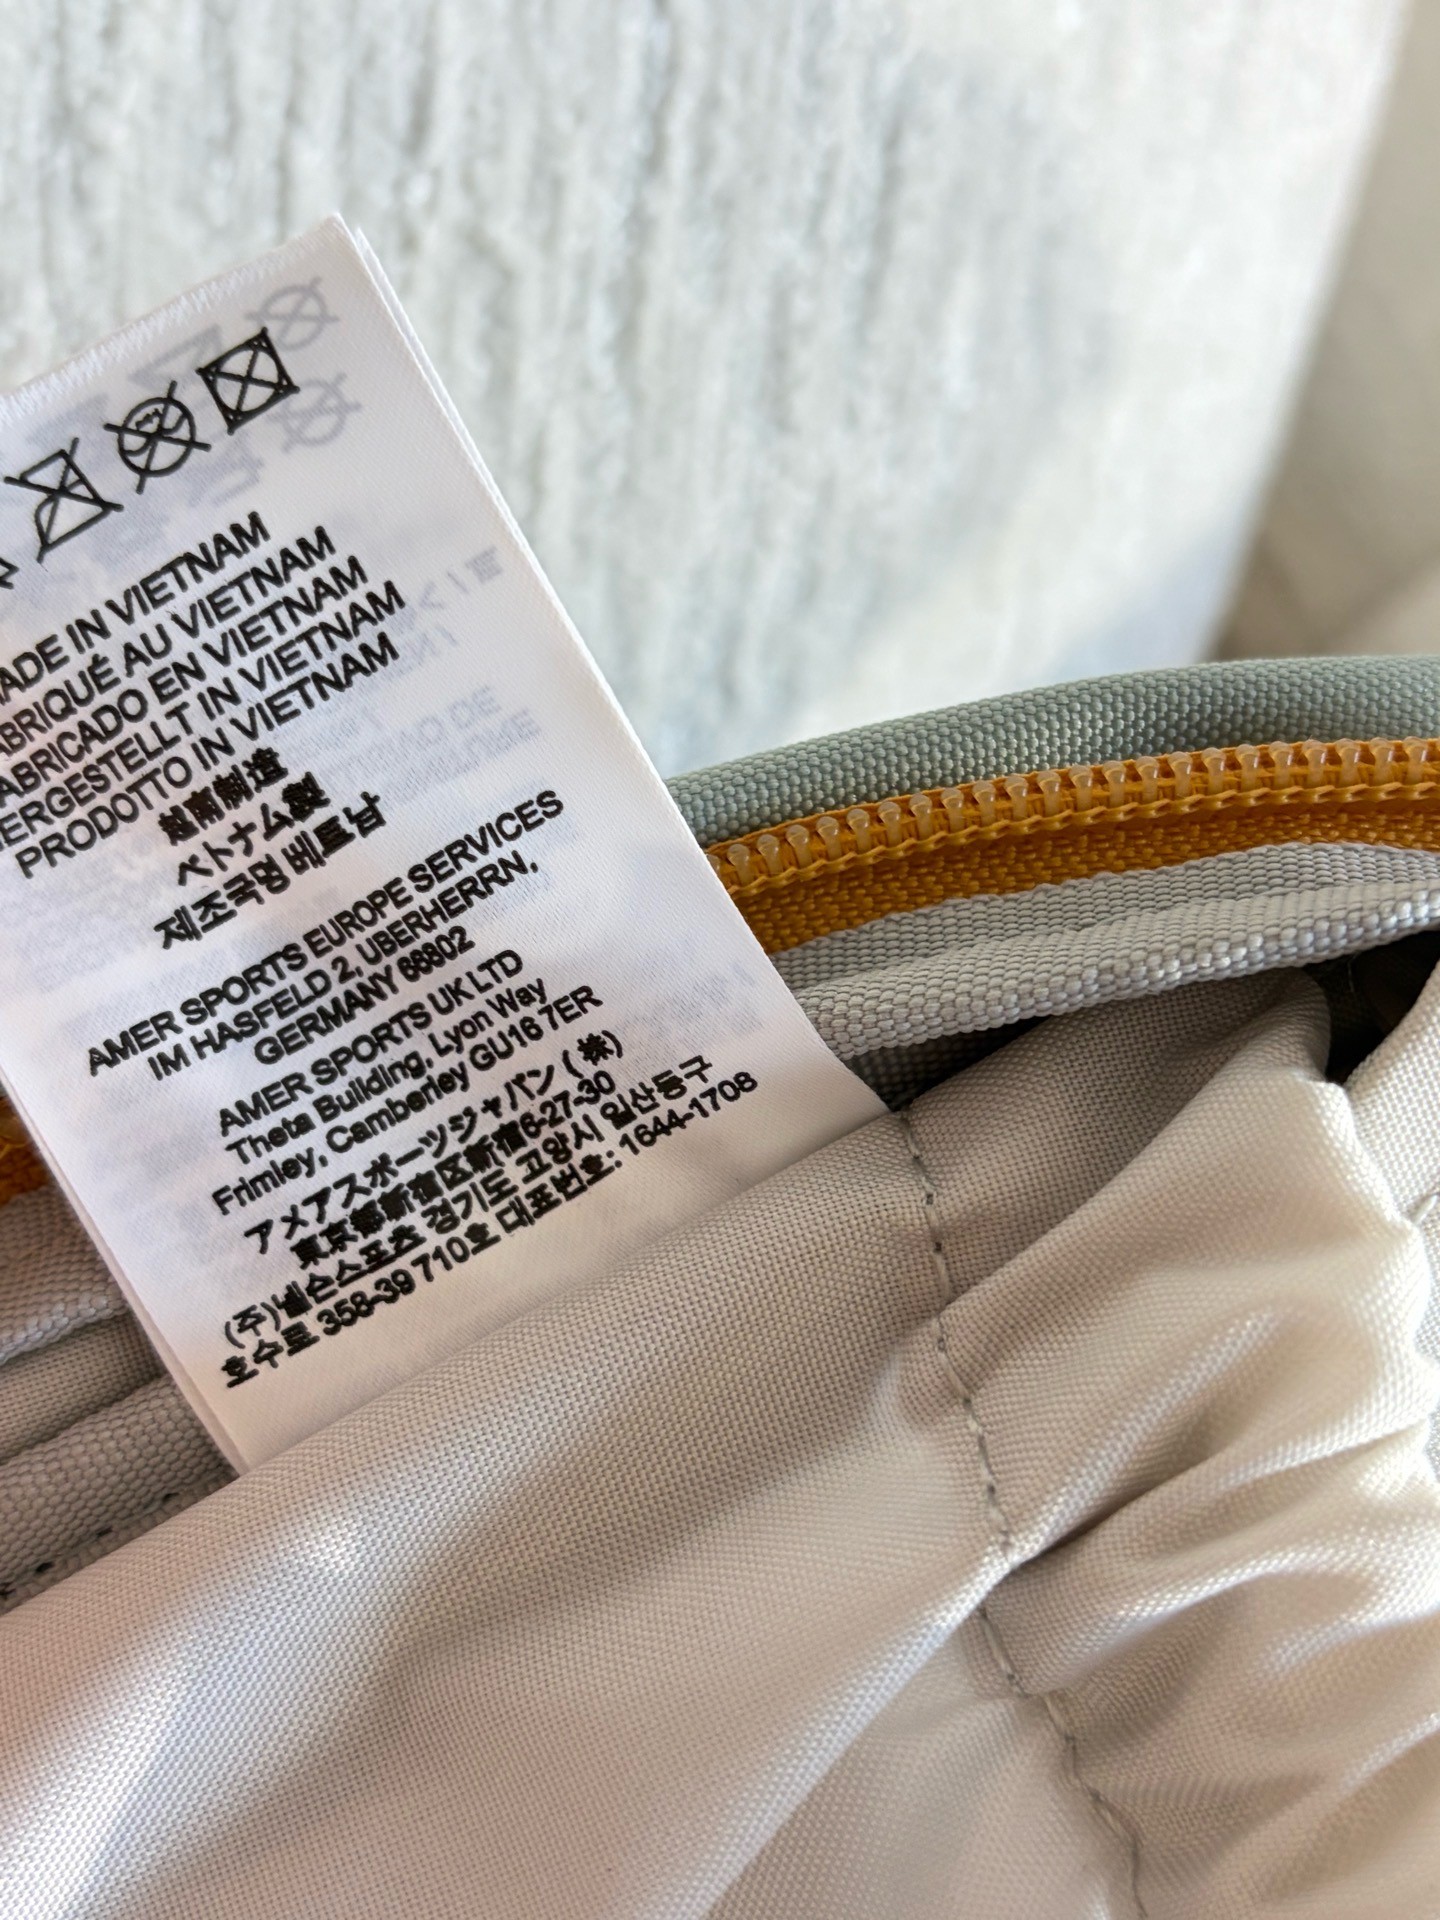 MADE IN VIETNAM
FABRIQUÉ AU VIETNAM
FABRICADO EN VIETNAM
HERGESTELLT IN VIETNAM
PRODOTTO IN VIETNAM
越南制造
ベトナム製
제조국명 베트남
AMER SPORTS EUROPE SERVICES
IM HASFELD 2, UBERHERRN,
GERMANY 66802
AMER SPORTS UK LTD
Theta Building, Lyon Way
Frimley, Camberley GU16 7ER
アメアスポーツジャパン (株)
東京都新宿区新宿6-27-30
(주)넬슨스포츠 경기도 고양시 일산동구
호수로 358-39 710호 대표번호: 1644-1708